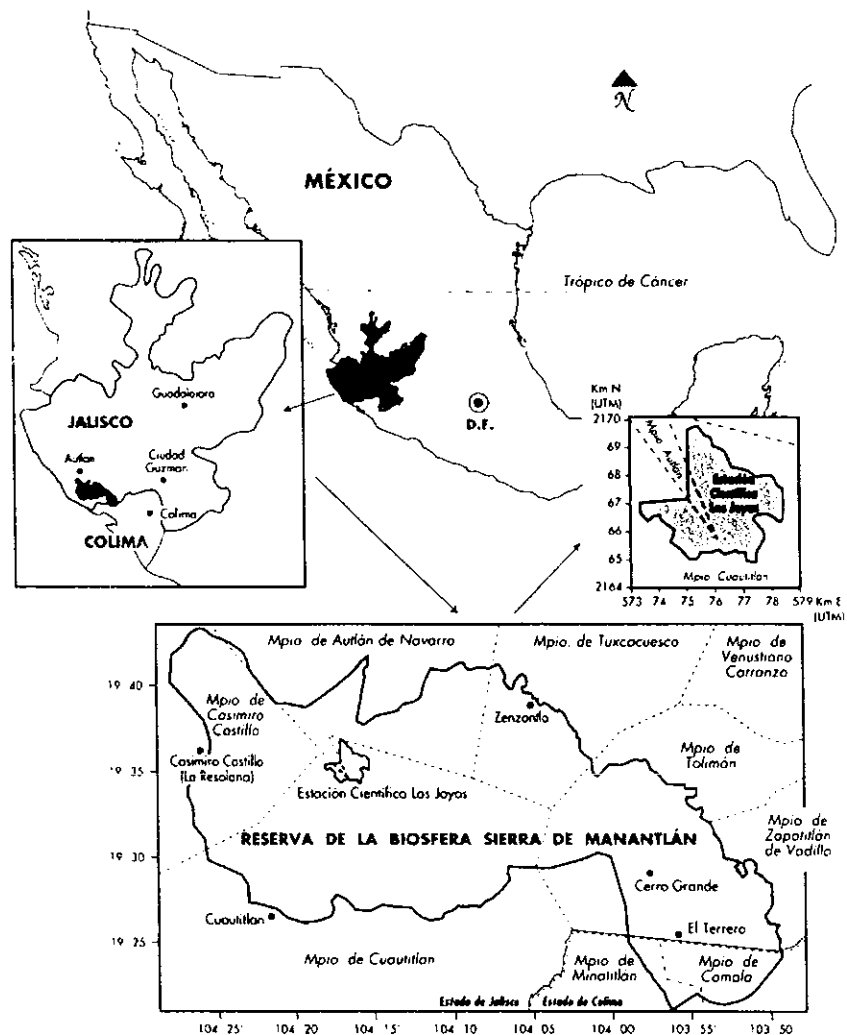 N
MÉXICO
Trópico de Cáncer
D.F.
Guadalajara
JALISCO
Autlán
Ciudad
Guzmán
Colima
COLIMA
Km N
(UTM)
2170
69
68
67
66
65
2164
573 74 75 76 77 78 579 Km E
(UTM)
Mpio Autlán
Estación
Científica
Las Joyas
Mpio Cuautitlan
Mpio de Autlán de Navarro
Mpio. de Tuxcacuesco
Mpio de
Venustiano
Carranza
19 40
Mpio de
Casimiro
Castillo
Zenzontla
Casimiro Castillo
(La Resolana)
Mpio de
Tolimán
19 35
Estación Científica Las Joyas
RESERVA DE LA BIOSFERA SIERRA DE MANANTLÁN
Mpio de
Zapotitlán
de Vadillo
19 30
Cerro Grande
Cuautitlan
El Terrero
19 25
Mpio de Cuautitlan
Mpio de
Minatitlán
Mpio de
Comala
Estado de Jalisco
Estado de Colima
104 25' 104 20 104 15' 104 10 104 05 104 00 103 55' 103 50